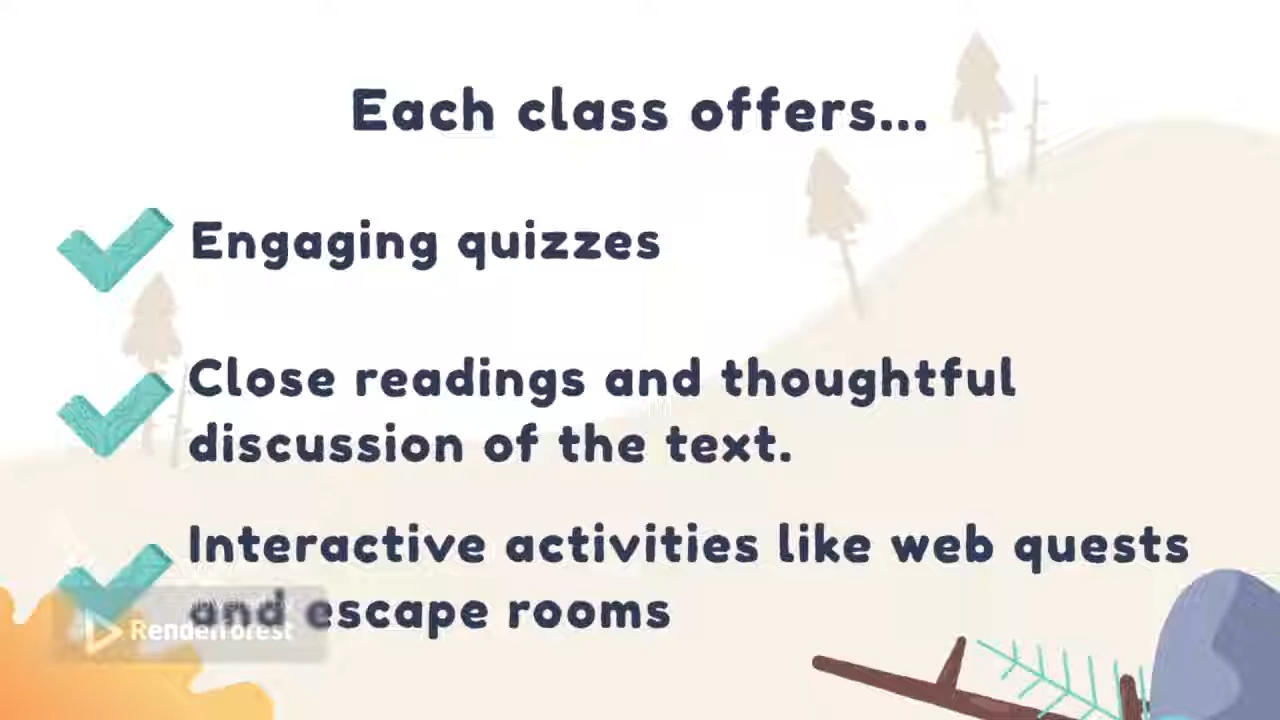 Each class offers...
Engaging quizzes
Close readings and thoughtful
discussion of the text.
Interactive activities like web quests
and escape rooms
Renderforest